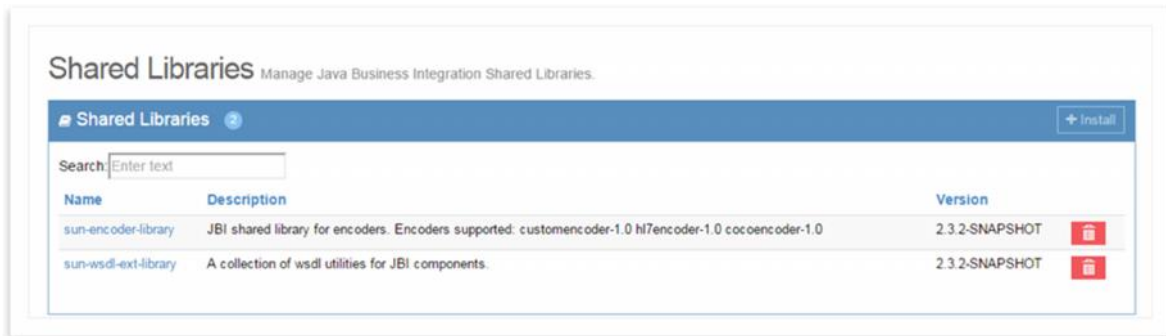 Shared Libraries Manage Java Business Integration Shared Libraries.
Shared Libraries 2 + Install
Search: Enter text
Name Description Version
sun-encoder-library JBI shared library for encoders. Encoders supported: customencoder-1.0 hl7encoder-1.0 cocoencoder-1.0 2.3.2-SNAPSHOT
sun-wsdl-ext-library A collection of wsdl utilities for JBI components. 2.3.2-SNAPSHOT